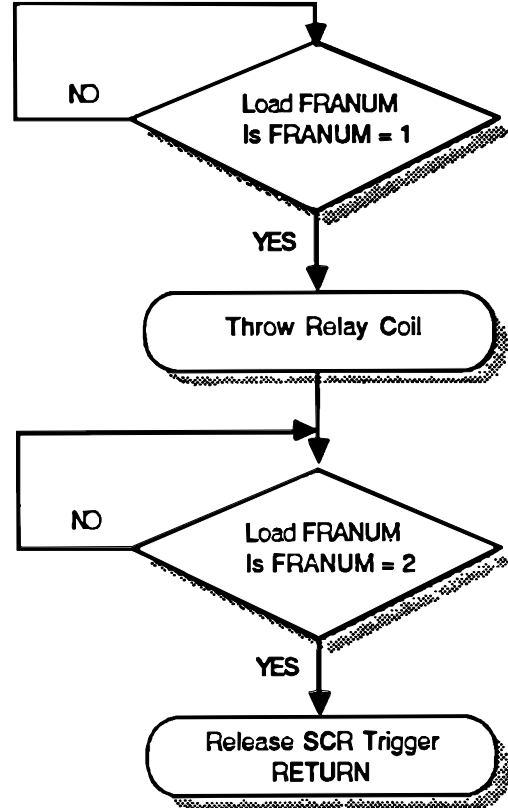 NO
Load FRANUM
Is FRANUM = 1
YES
Throw Relay Coil
NO
Load FRANUM
Is FRANUM = 2
YES
Release SCR Trigger
RETURN